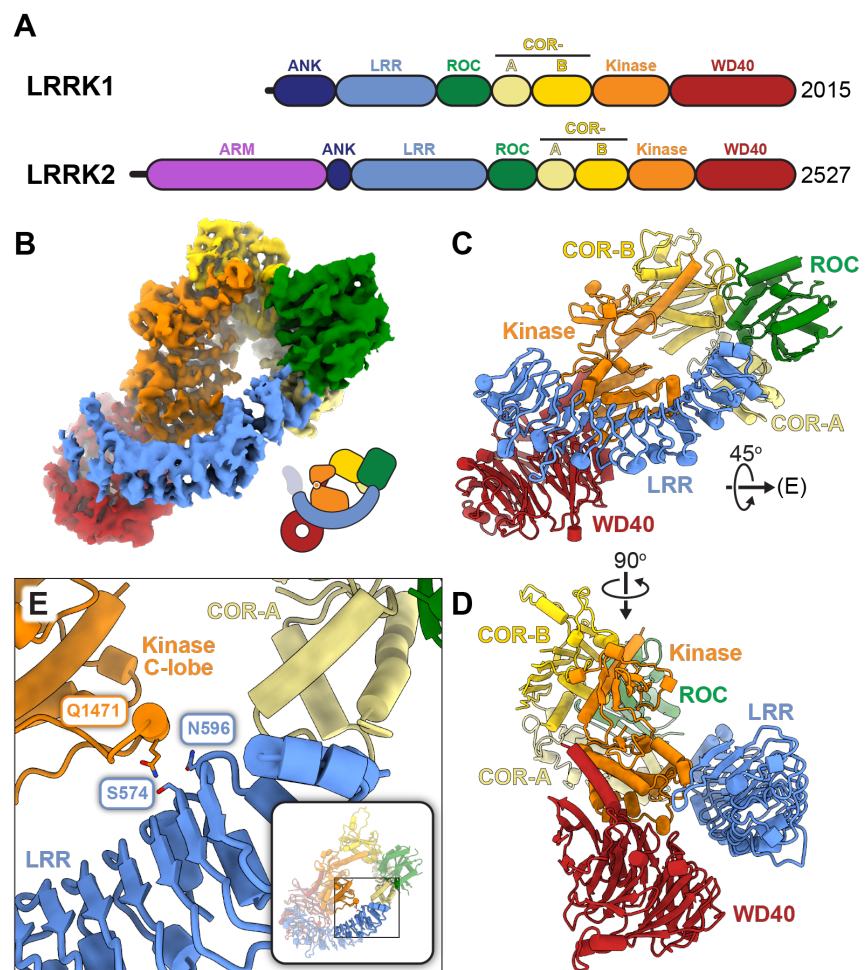 A
COR-
ANK LRR ROC A B Kinase WD40
LRRK1 2015
COR-
ARM ANK LRR ROC A B Kinase WD40
LRRK2 2527
B
C
COR-B
ROC
Kinase
COR-A
LRR
WD40
45°
(E)
90°
D
COR-B
Kinase
ROC
LRR
COR-A
WD40
E
COR-A
Kinase
C-lobe
Q1471
N596
S574
LRR